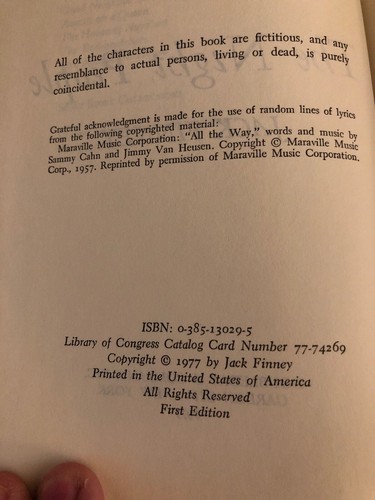 All of the characters in this book are fictitious, and any
resemblance to actual persons, living or dead, is purely
coincidental.
Grateful acknowledgment is made for the use of random lines of lyrics
from the following copyrighted material:
Maraville Music Corporation: "All the Way," words and music by
Sammy Cahn and Jimmy Van Heusen. Copyright © Maraville Music
Corp., 1957. Reprinted by permission of Maraville Music Corporation.
ISBN: 0-385-13029-5
Library of Congress Catalog Card Number 77-74269
Copyright © 1977 by Jack Finney
Printed in the United States of America
All Rights Reserved
First Edition